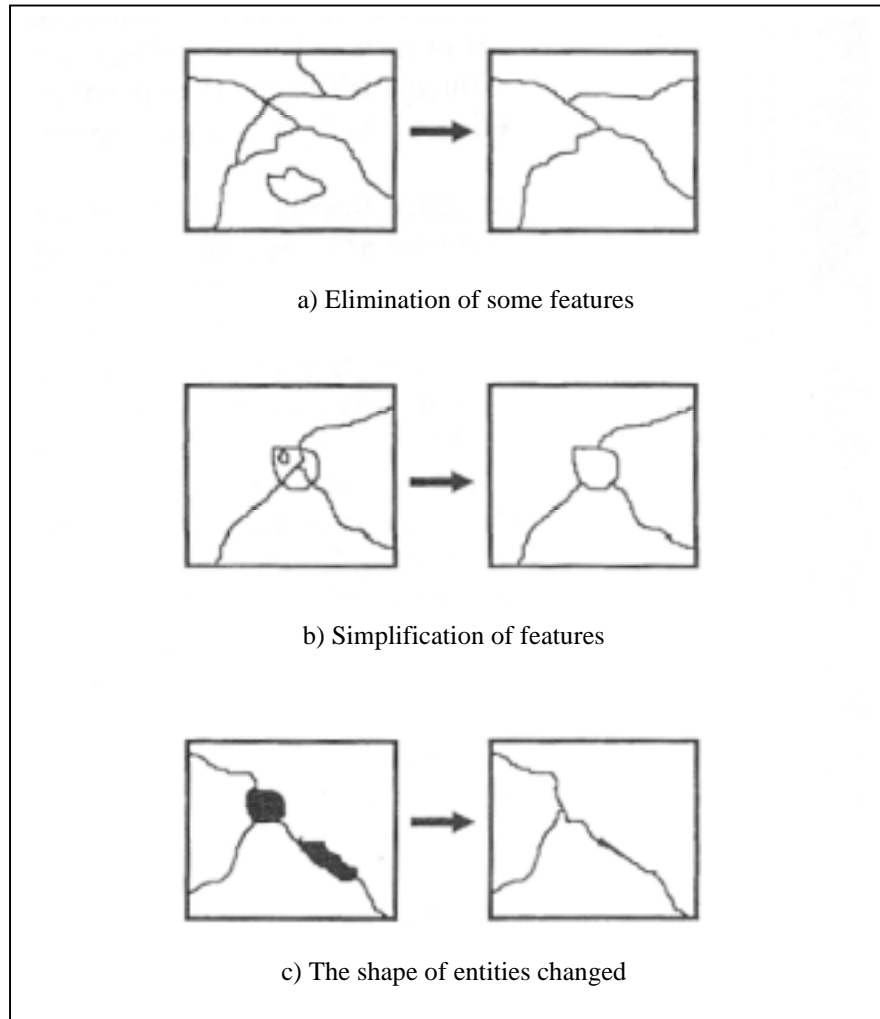 a) Elimination of some features
b) Simplification of features
c) The shape of entities changed